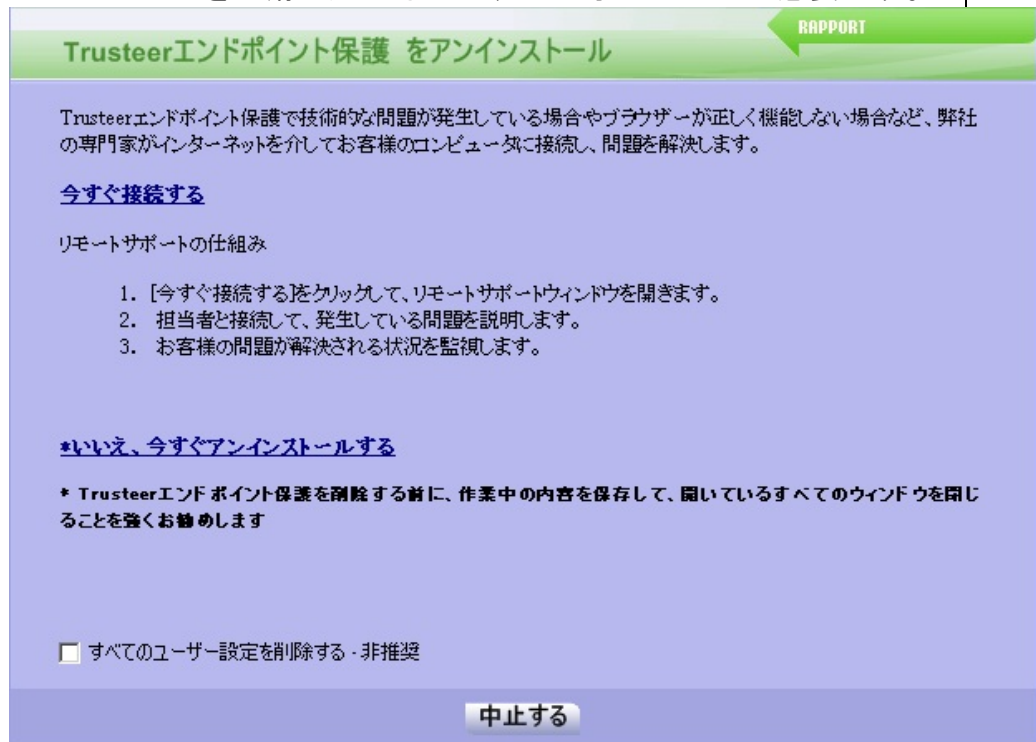 RAPPORT
Trusteerエンドポイント保護 をアンインストール
Trusteerエンドポイント保護で技術的な問題が発生している場合やブラウザーが正しく機能しない場合など、弊社
の専門家がインターネットを介してお客様のコンピュータに接続し、問題を解決します。
今すぐ接続する
リモートサポートの仕組み
1. [今すぐ接続する]をクリックして、リモートサポートウィンドウを開きます。
2. 担当者と接続して、発生している問題を説明します。
3. お客様の問題が解決される状況を監視します。
*いいえ、今すぐアンインストールする
* Trusteerエンドポイント保護を削除する前に、作業中の内容を保存して、開いているすべてのウィンドウを閉じ
ることを強くお勧めします
すべてのユーザー設定を削除する - 非推奨
中止する